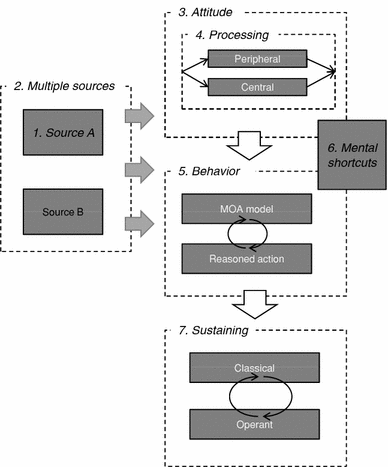 3. Attitude
4. Processing
Peripheral
Central
2. Multiple sources
1. Source A
Source B
6. Mental
shortcuts
5. Behavior
MOA model
Reasoned action
7. Sustaining
Classical
Operant